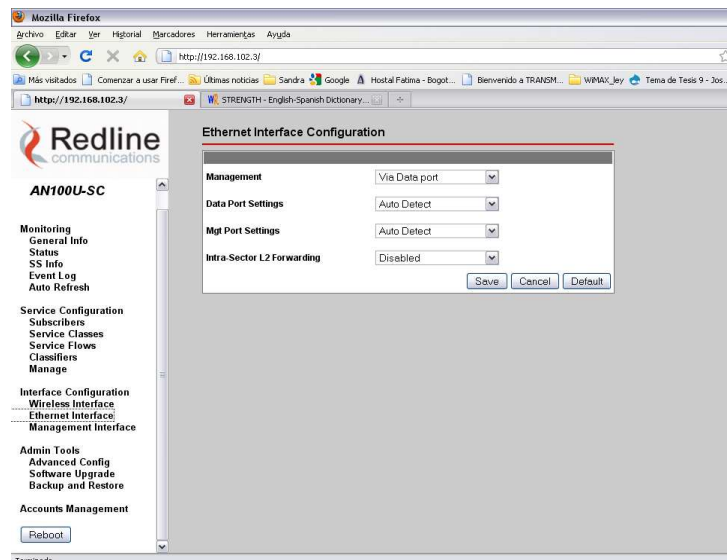 Mozilla Firefox
Archivo Editar Ver Historial Marcadores Herramientas Ayuda
http://192.168.102.3/
Más visitados Comenzar a usar Firef... Últimas noticias Sandra Google Hostal Fatima - Bogot... Bienvenido a TRANSM... WiMAX_ley Tema de Tesis 9 - Jos...
http://192.168.102.3/ STRENGTH - English-Spanish Dictionary...
Redline
communications
AN100U-SC
Monitoring
General Info
Status
SS Info
Event Log
Auto Refresh
Service Configuration
Subscribers
Service Classes
Service Flows
Classifiers
Manage
Interface Configuration
Wireless Interface
Ethernet Interface
Management Interface
Admin Tools
Advanced Config
Software Upgrade
Backup and Restore
Accounts Management
Reboot
Ethernet Interface Configuration
Management Via Data port
Data Port Settings Auto Detect
Mgt Port Settings Auto Detect
Intra-Sector L2 Forwarding Disabled
Save Cancel Default